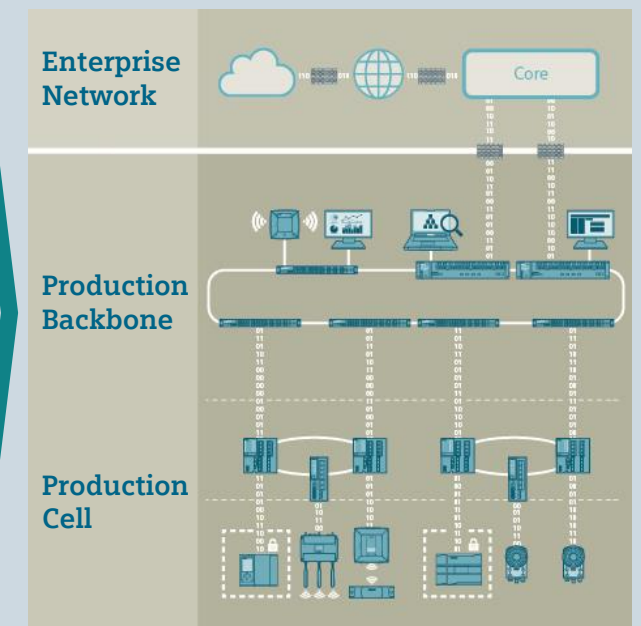 Enterprise
Network
Core
Production
Backbone
Production
Cell